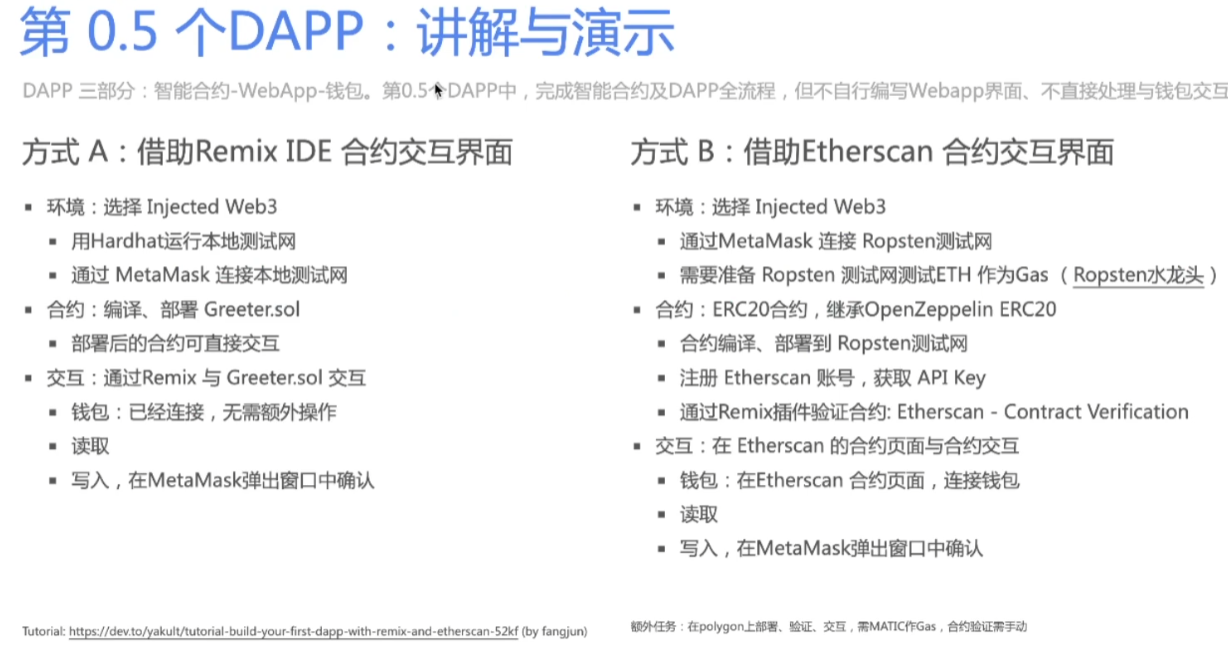 第 0.5 个DAPP：讲解与演示
DAPP 三部分：智能合约-WebApp-钱包。第0.5个DAPP中，完成智能合约及DAPP全流程，但不自行编写Webapp界面、不直接处理与钱包交互
方式 A：借助Remix IDE 合约交互界面
环境：选择 Injected Web3
用Hardhat运行本地测试网
通过 MetaMask 连接本地测试网
合约：编译、部署 Greeter.sol
部署后的合约可直接交互
交互：通过Remix 与 Greeter.sol 交互
钱包：已经连接，无需额外操作
读取
写入，在MetaMask弹出窗口中确认
Tutorial: https://dev.to/yakult/tutorial-build-your-first-dapp-with-remix-and-etherscan-52kf (by fangjun)
方式 B：借助Etherscan 合约交互界面
环境：选择 Injected Web3
通过MetaMask 连接 Ropsten测试网
需要准备 Ropsten 测试网测试ETH 作为Gas （Ropsten水龙头）
合约：ERC20合约，继承OpenZeppelin ERC20
合约编译、部署到 Ropsten测试网
注册 Etherscan 账号，获取 API Key
通过Remix插件验证合约: Etherscan - Contract Verification
交互：在 Etherscan 的合约页面与合约交互
钱包：在Etherscan 合约页面，连接钱包
读取
写入，在MetaMask弹出窗口中确认
额外任务：在polygon上部署、验证、交互，需MATIC作Gas，合约验证需手动